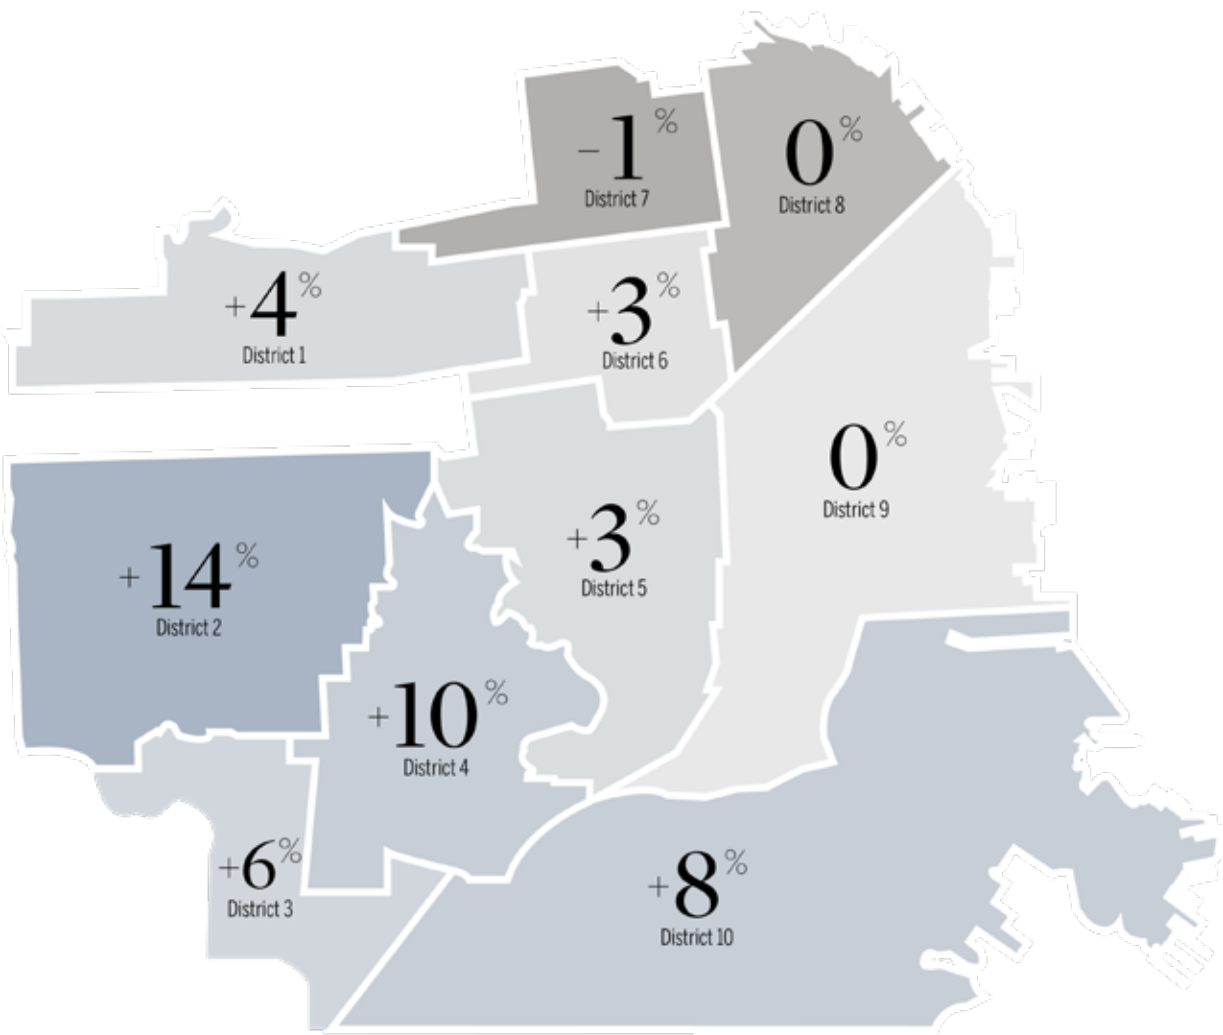 −1%
District 7
0%
District 8
+4%
District 1
+3%
District 6
0%
District 9
+3%
District 5
+14%
District 2
+10%
District 4
+6%
District 3
+8%
District 10